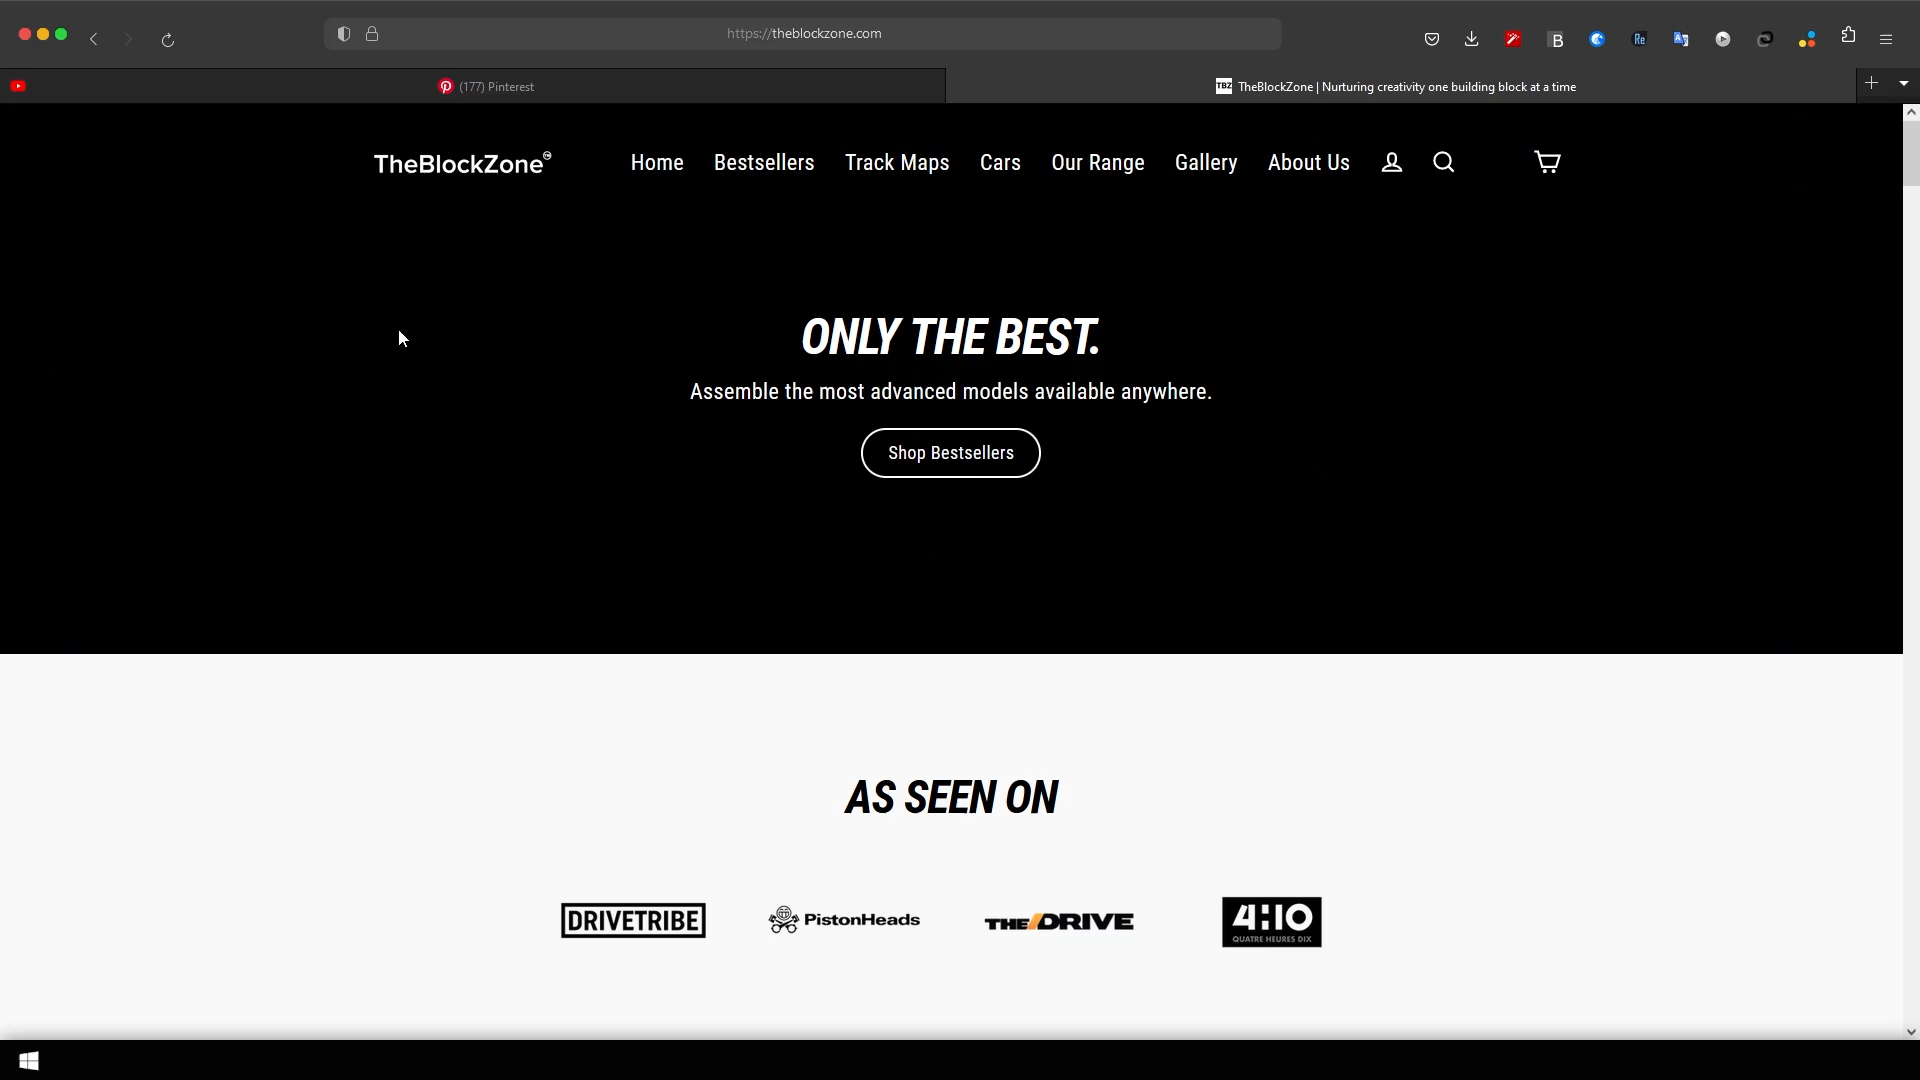 https://theblockzone.com
B
Re
(177) Pinterest
TBZ TheBlockZone | Nurturing creativity one building block at a time
TheBlockZone
Home
Bestsellers
Track Maps
Cars
Our Range
Gallery
About Us
ONLY THE BEST.
Assemble the most advanced models available anywhere.
Shop Bestsellers
AS SEEN ON
DRIVETRIBE
PistonHeads
THE/DRIVE
4H10
QUATRE HEURES DIX